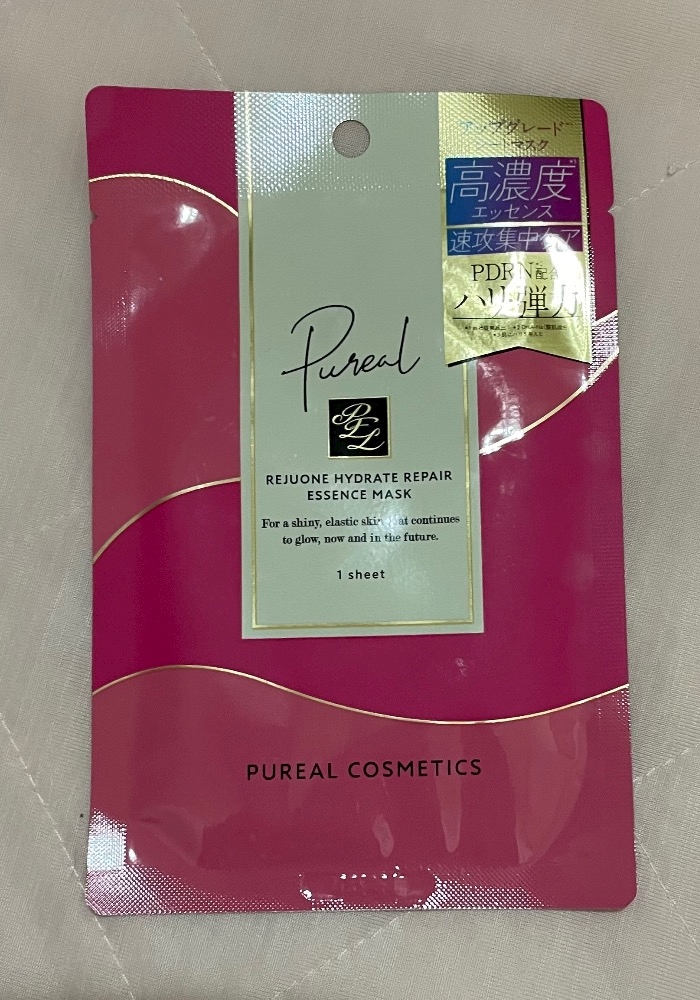 アップグレード
シートマスク
高濃度
エッセンス
速攻集中ケア
PDRN配合
ハリ・弾力
Pureal
PEL
REJUONE HYDRATE REPAIR
ESSENCE MASK
For a shiny, elastic skin that continues
to glow, now and in the future.
1 sheet
PUREAL COSMETICS